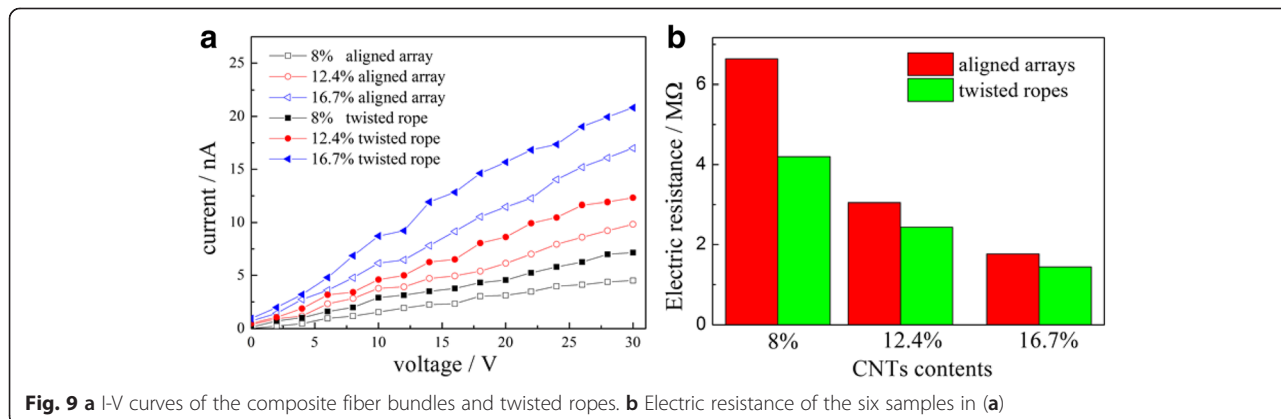 a
25
20
15
10
5
0
current / nA
8% aligned array
12.4% aligned array
16.7% aligned array
8% twisted rope
12.4% twisted rope
16.7% twisted rope
0 5 10 15 20 25 30
voltage / V
b
6
4
2
0
Electric resistance / MΩ
aligned arrays
twisted ropes
8% 12.4% 16.7%
CNTs contents
Fig. 9 a I-V curves of the composite fiber bundles and twisted ropes. b Electric resistance of the six samples in (a)